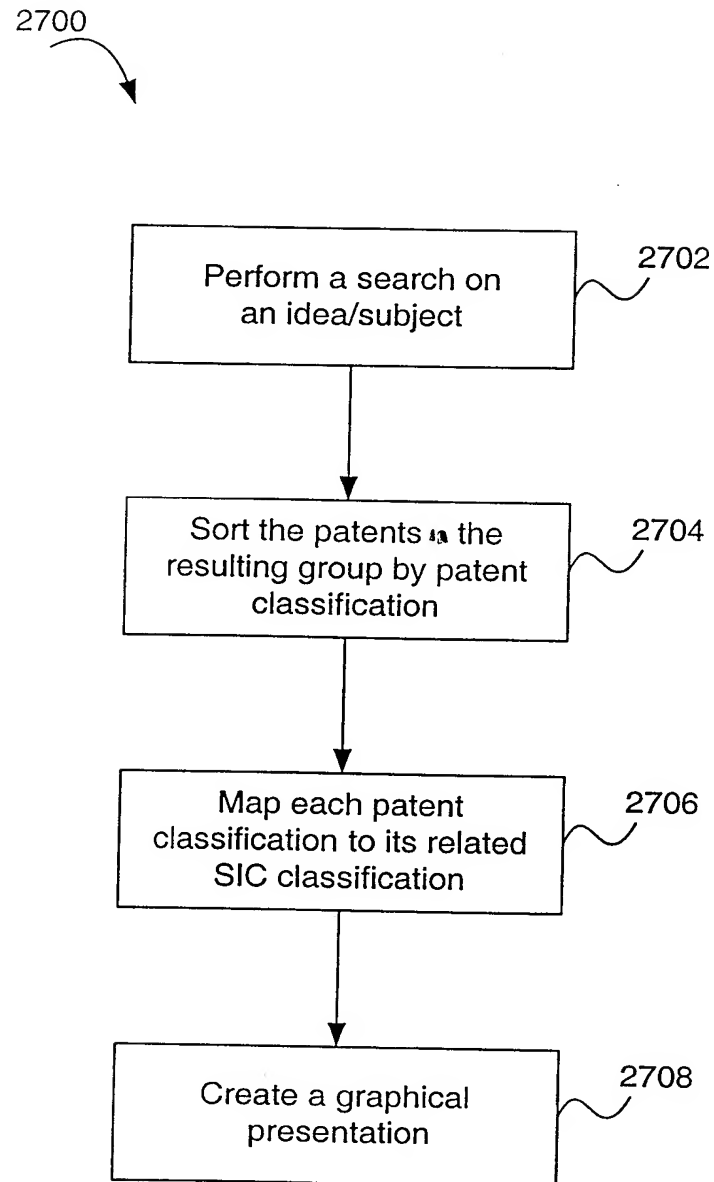 2700
Perform a search on
an idea/subject
2702
Sort the patents in the
resulting group by patent
classification
2704
Map each patent
classification to its related
SIC classification
2706
Create a graphical
presentation
2708